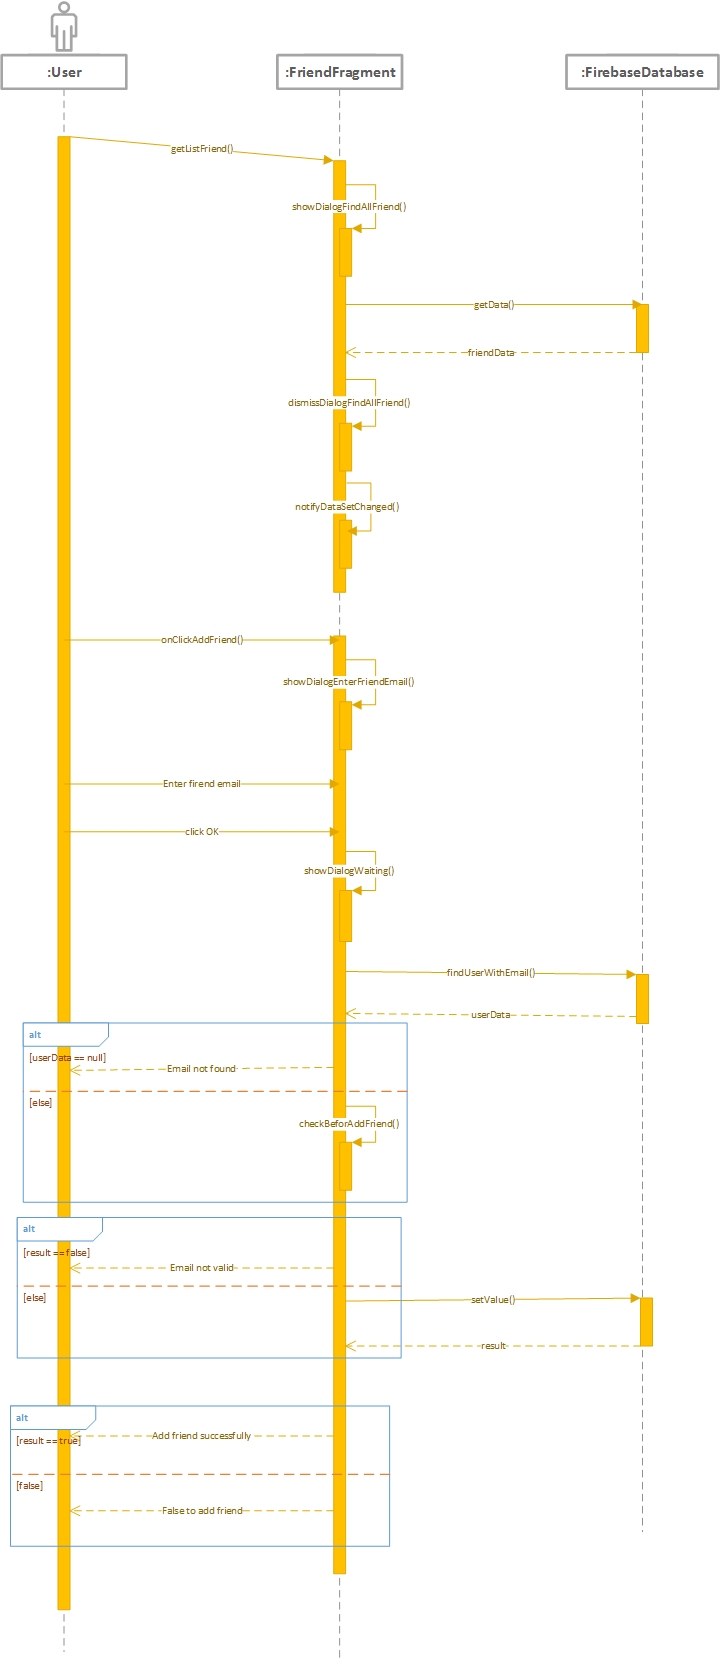 :User
:FriendFragment
:FirebaseDatabase
getListFriend()
showDialogFindAllFriend()
getData()
friendData
dismissDialogFindAllFriend()
notifyDataSetChanged()
onClickAddFriend()
showDialogEnterFriendEmail()
Enter firend email
click OK
showDialogWaiting()
findUserWithEmail()
userData
alt
[userData == null]
Email not found
[else]
checkBeforAddFriend()
alt
[result == false]
Email not valid
[else]
setValue()
result
alt
Add friend successfully
[result == true]
[false]
False to add friend